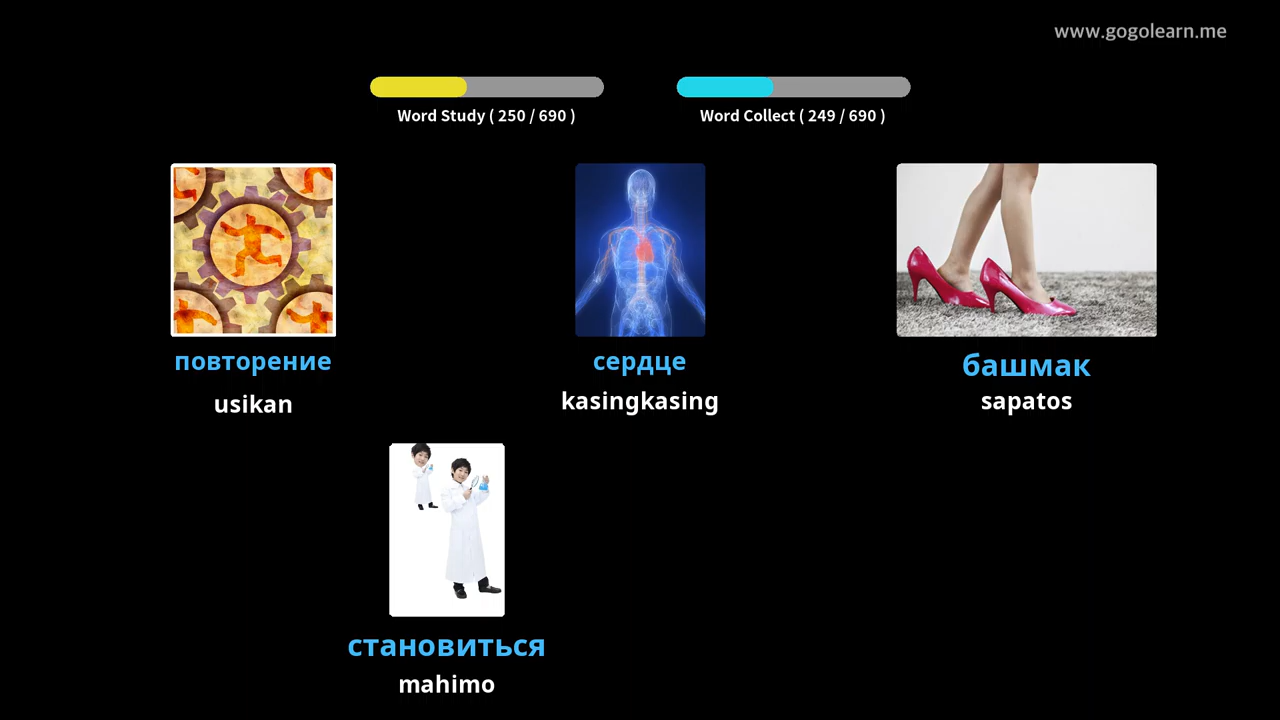 www.gogolearn.me
Word Study ( 250 / 690 )
Word Collect ( 249 / 690 )
повторение
usikan
сердце
kasingkasing
башмак
sapatos
становиться
mahimo